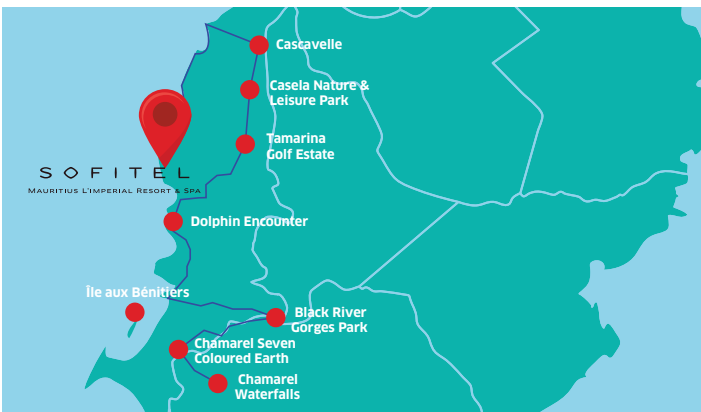 Cascavelle
Casela Nature &
Leisure Park
Tamarina
Golf Estate
SOFITEL
Mauritius L'imperial Resort & Spa
Dolphin Encounter
Île aux Bénitiers
Black River
Gorges Park
Chamarel Seven
Coloured Earth
Chamarel
Waterfalls